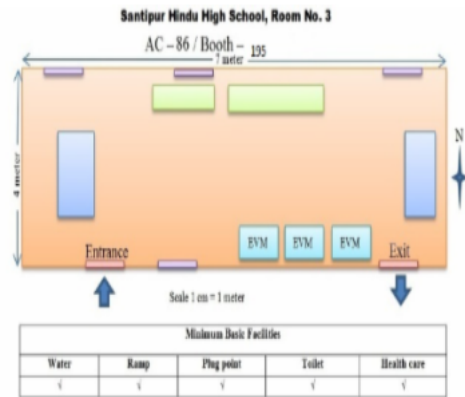 Santipur Hindu High School, Room No. 3
AC – 86 / Booth – 195
7 meter
4 meter
N
EVM EVM EVM
Entrance
Exit
Scale 1 cm = 1 meter
Minimum Basic Facilities
Water Ramp Plug point Toilet Health care
√ √ √ √ √